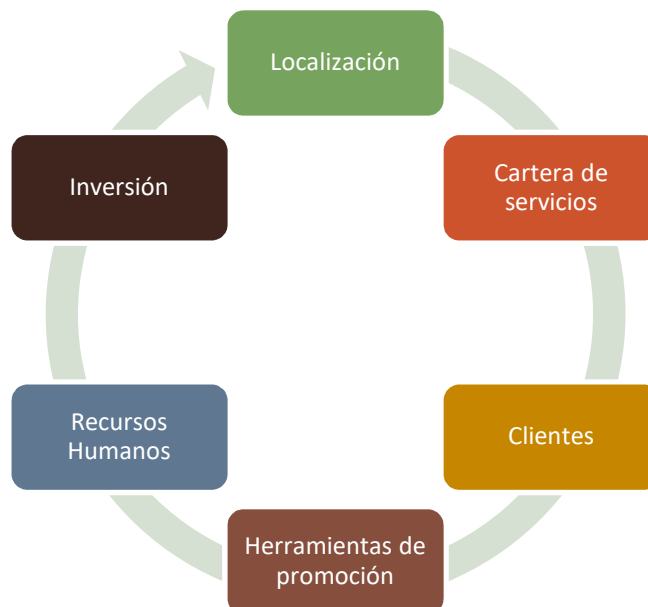 Localización
Cartera de
servicios
Clientes
Herramientas de
promoción
Recursos
Humanos
Inversión